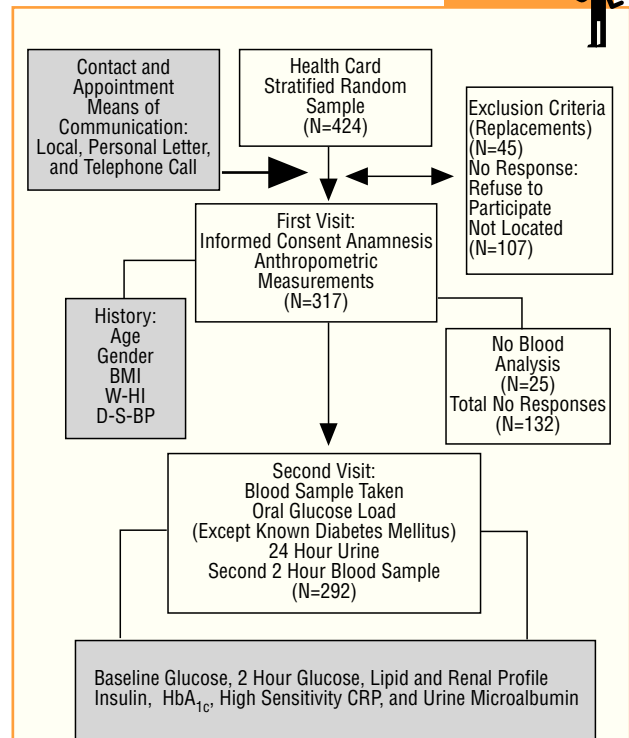 Contact and
Appointment
Means of
Communication:
Local, Personal Letter,
and Telephone Call
Health Card
Stratified Random
Sample
(N=424)
Exclusion Criteria
(Replacements)
(N=45)
No Response:
Refuse to
Participate
Not Located
(N=107)
First Visit:
Informed Consent Anamnesis
Anthropometric
Measurements
(N=317)
History:
Age
Gender
BMI
W-HI
D-S-BP
No Blood
Analysis
(N=25)
Total No Responses
(N=132)
Second Visit:
Blood Sample Taken
Oral Glucose Load
(Except Known Diabetes Mellitus)
24 Hour Urine
Second 2 Hour Blood Sample
(N=292)
Baseline Glucose, 2 Hour Glucose, Lipid and Renal Profile
Insulin, HbA1c, High Sensitivity CRP, and Urine Microalbumin